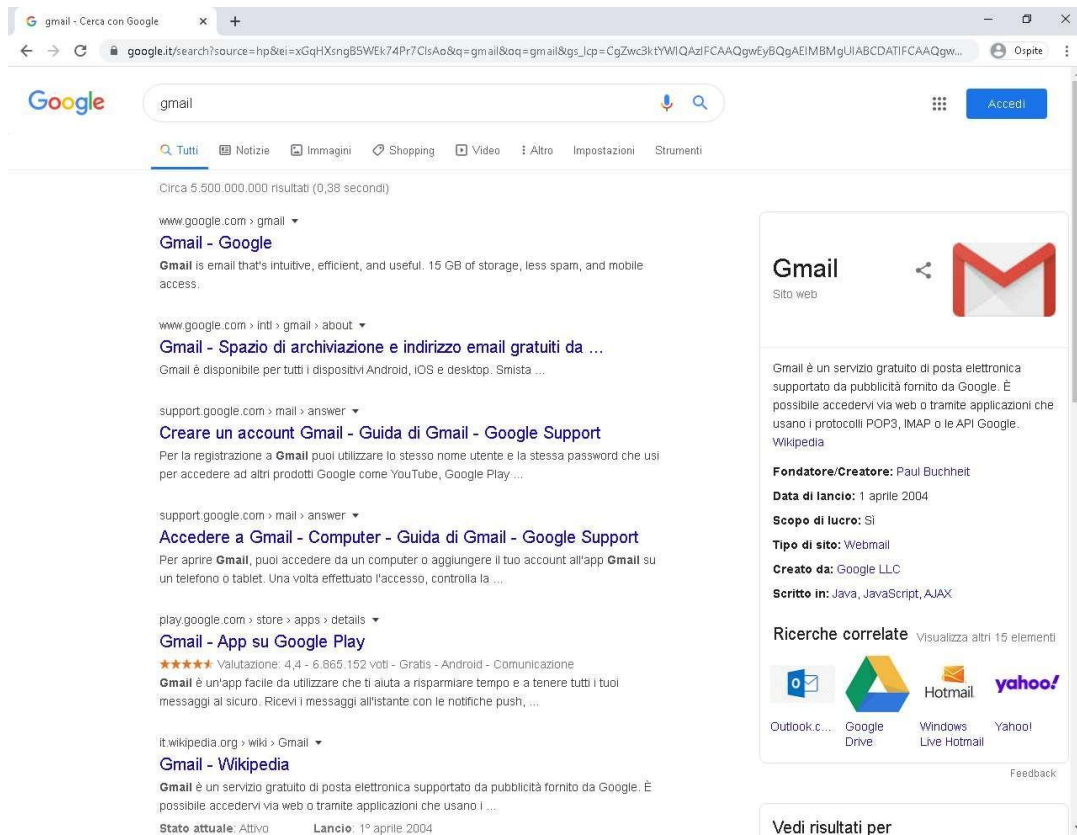 gmail - Cerca con Google
google.it/search?source=hp&ei=xGqHXsngB5WEk74Pr7ClsAo&q=gmail&oq=gmail&gs_lcp=CgZwc3ktYWIQAzIFCAAQgwEyBQgAEIMBMgUIABCDATIFCAAQgw...
Ospite
Google
gmail
Accedi
Tutti
Notizie
Immagini
Shopping
Video
Altro
Impostazioni
Strumenti
Circa 5.500.000.000 risultati (0,38 secondi)
www.google.com › gmail
Gmail - Google
Gmail is email that's intuitive, efficient, and useful. 15 GB of storage, less spam, and mobile
access.
www.google.com › intl › gmail › about
Gmail - Spazio di archiviazione e indirizzo email gratuiti da ...
Gmail è disponibile per tutti i dispositivi Android, iOS e desktop. Smista ...
support.google.com › mail › answer
Creare un account Gmail - Guida di Gmail - Google Support
Per la registrazione a Gmail puoi utilizzare lo stesso nome utente e la stessa password che usi
per accedere ad altri prodotti Google come YouTube, Google Play ...
support.google.com › mail › answer
Accedere a Gmail - Computer - Guida di Gmail - Google Support
Per aprire Gmail, puoi accedere da un computer o aggiungere il tuo account all'app Gmail su
un telefono o tablet. Una volta effettuato l'accesso, controlla la ...
play.google.com › store › apps › details
Gmail - App su Google Play
Valutazione: 4,4 - 6.865.152 voti - Gratis - Android - Comunicazione
Gmail è un'app facile da utilizzare che ti aiuta a risparmiare tempo e a tenere tutti i tuoi
messaggi al sicuro. Ricevi i messaggi all'istante con le notifiche push, ...
it.wikipedia.org › wiki › Gmail
Gmail - Wikipedia
Gmail è un servizio gratuito di posta elettronica supportato da pubblicità fornito da Google. È
possibile accedervi via web o tramite applicazioni che usano i ...
Stato attuale: Attivo
Lancio: 1º aprile 2004
Gmail
Sito web
Gmail è un servizio gratuito di posta elettronica
supportato da pubblicità fornito da Google. È
possibile accedervi via web o tramite applicazioni che
usano i protocolli POP3, IMAP o le API Google.
Wikipedia
Fondatore/Creatore: Paul Buchheit
Data di lancio: 1 aprile 2004
Scopo di lucro: Sì
Tipo di sito: Webmail
Creato da: Google LLC
Scritto in: Java, JavaScript, AJAX
Ricerche correlate
Visualizza altri 15 elementi
Hotmail
yahoo!
Outlook.c...
Google
Drive
Windows
Live Hotmail
Yahoo!
Feedback
Vedi risultati per